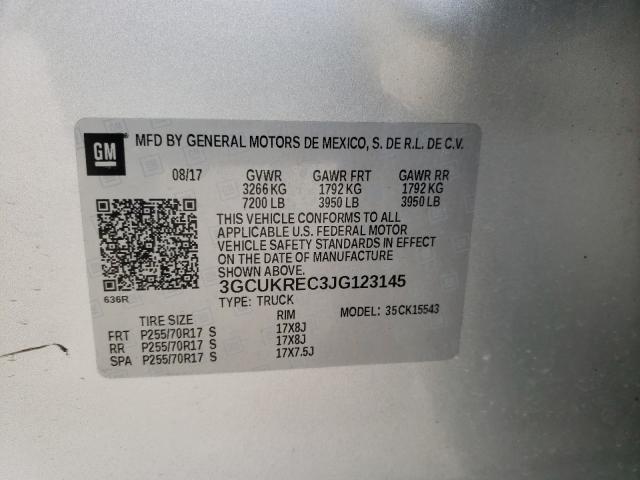 GM MFD BY GENERAL MOTORS DE MEXICO, S. DE R.L. DE C.V.
08/17 GVWR GAWR FRT GAWR RR
3266 KG 1792 KG 1792 KG
7200 LB 3950 LB 3950 LB
THIS VEHICLE CONFORMS TO ALL
APPLICABLE U.S. FEDERAL MOTOR
VEHICLE SAFETY STANDARDS IN EFFECT
ON THE DATE OF MANUFACTURE
SHOWN ABOVE.
636R 3GCUKREC3JG123145
TYPE: TRUCK
TIRE SIZE RIM MODEL: 35CK15543
FRT P255/70R17 S 17X8J
RR P255/70R17 S 17X8J
SPA P255/70R17 S 17X7.5J